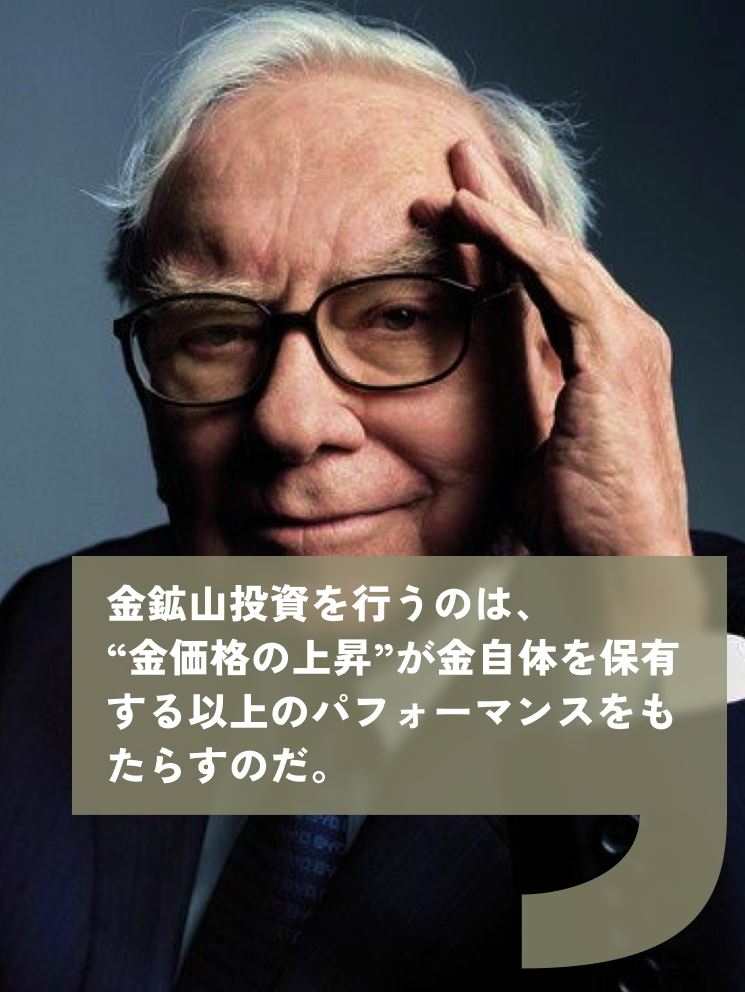 金鉱山投資を行うのは、
“金価格の上昇”が金自体を保有
する以上のパフォーマンスをも
たらすのだ。